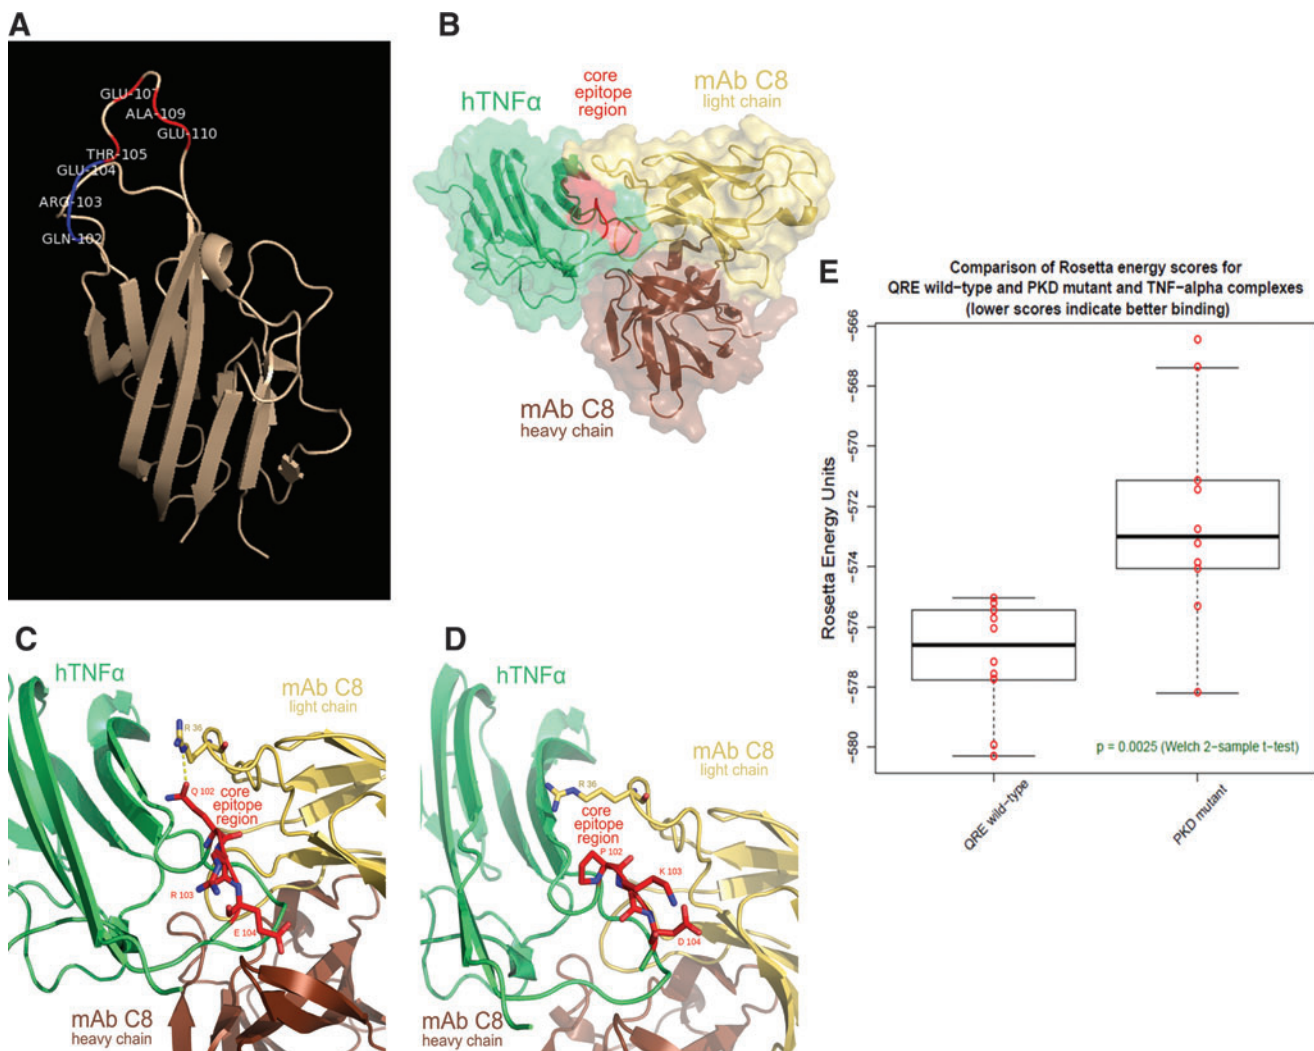 A
GLU-107
ALA-109
GLU-110
THR-105
GLU-104
ARG-103
GLN-102
B
hTNFα
core
epitope
region
mAb C8
light chain
mAb C8
heavy chain
C
hTNFα
mAb C8
light chain
R 36
Q 102
core
epitope
region
R 103
E 104
mAb C8
heavy chain
D
hTNFα
mAb C8
light chain
R 36
core
epitope
region
P 102
K 103
D 104
mAb C8
heavy chain
E
Comparison of Rosetta energy scores for
QRE wild-type and PKD mutant and TNF-alpha complexes
(lower scores indicate better binding)
Rosetta Energy Units
-566
-568
-570
-572
-574
-576
-578
-580
p = 0.0025 (Welch 2-sample t-test)
QRE wild-type
PKD mutant